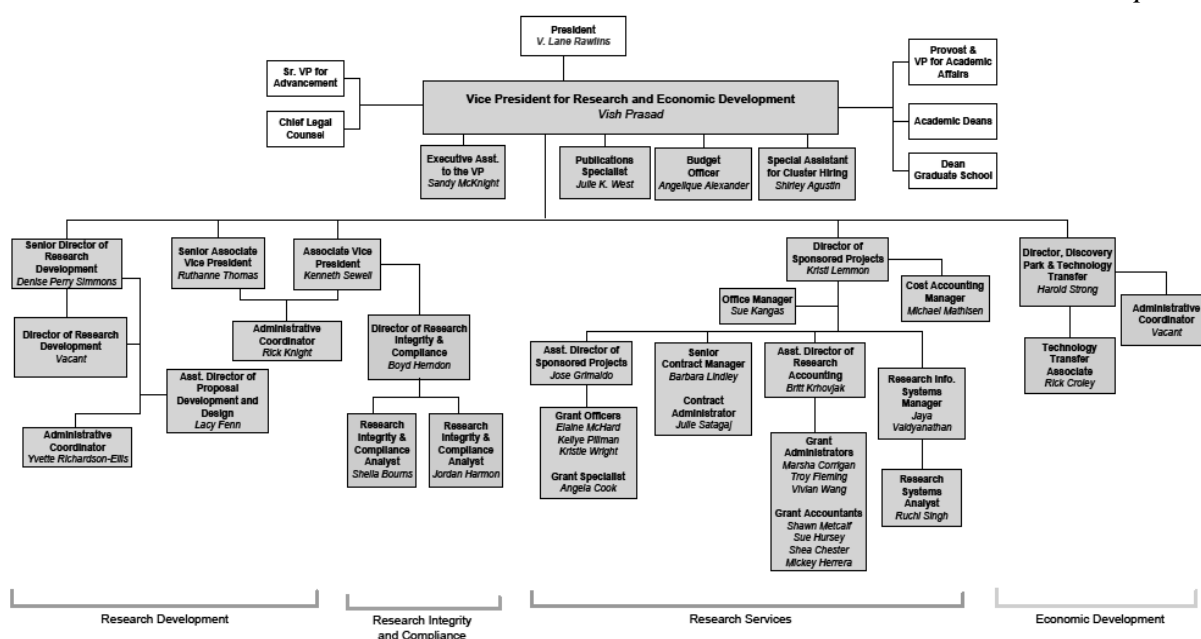 President
V. Lane Rawlins
Sr. VP for
Advancement
Chief Legal
Counsel
Vice President for Research and Economic Development
Vish Prasad
Provost &
VP for Academic
Affairs
Academic Deans
Dean
Graduate School
Executive Asst.
to the VP
Sandy McKnight
Publications
Specialist
Julie K. West
Budget
Officer
Angelique Alexander
Special Assistant
for Cluster Hiring
Shirley Agustin
Senior Director of
Research
Development
Denise Perry Simmons
Senior Associate
Vice President
Ruthanne Thomas
Associate Vice
President
Kenneth Sewell
Director of
Sponsored Projects
Kristi Lemmon
Director, Discovery
Park & Technology
Transfer
Harold Strong
Cost Accounting
Manager
Michael Mathisen
Office Manager
Sue Kangas
Administrative
Coordinator
Vacant
Director of Research
Development
Vacant
Administrative
Coordinator
Rick Knight
Director of Research
Integrity &
Compliance
Boyd Herndon
Asst. Director of
Sponsored Projects
Jose Grimaldo
Senior
Contract Manager
Barbara Lindley
Contract
Administrator
Julie Satagaj
Asst. Director of
Research
Accounting
Britt Krhovjak
Research Info.
Systems
Manager
Jaya
Vaidyanathan
Technology
Transfer
Associate
Rick Croley
Asst. Director of
Proposal
Development and
Design
Lacy Fenn
Administrative
Coordinator
Yvette Richardson-Ellis
Research
Integrity &
Compliance
Analyst
Sheila Bourns
Research
Integrity &
Compliance
Analyst
Jordan Harmon
Grant Officers
Elaine McHard
Kellye Pillman
Kristie Wright
Grant Specialist
Angela Cook
Grant
Administrators
Marsha Corrigan
Troy Fleming
Vivian Wang
Grant Accountants
Shawn Metcalf
Sue Hursey
Shea Chester
Mickey Herrera
Research
Systems
Analyst
Ruchi Singh
Research Development
Research Integrity
and Compliance
Research Services
Economic Development